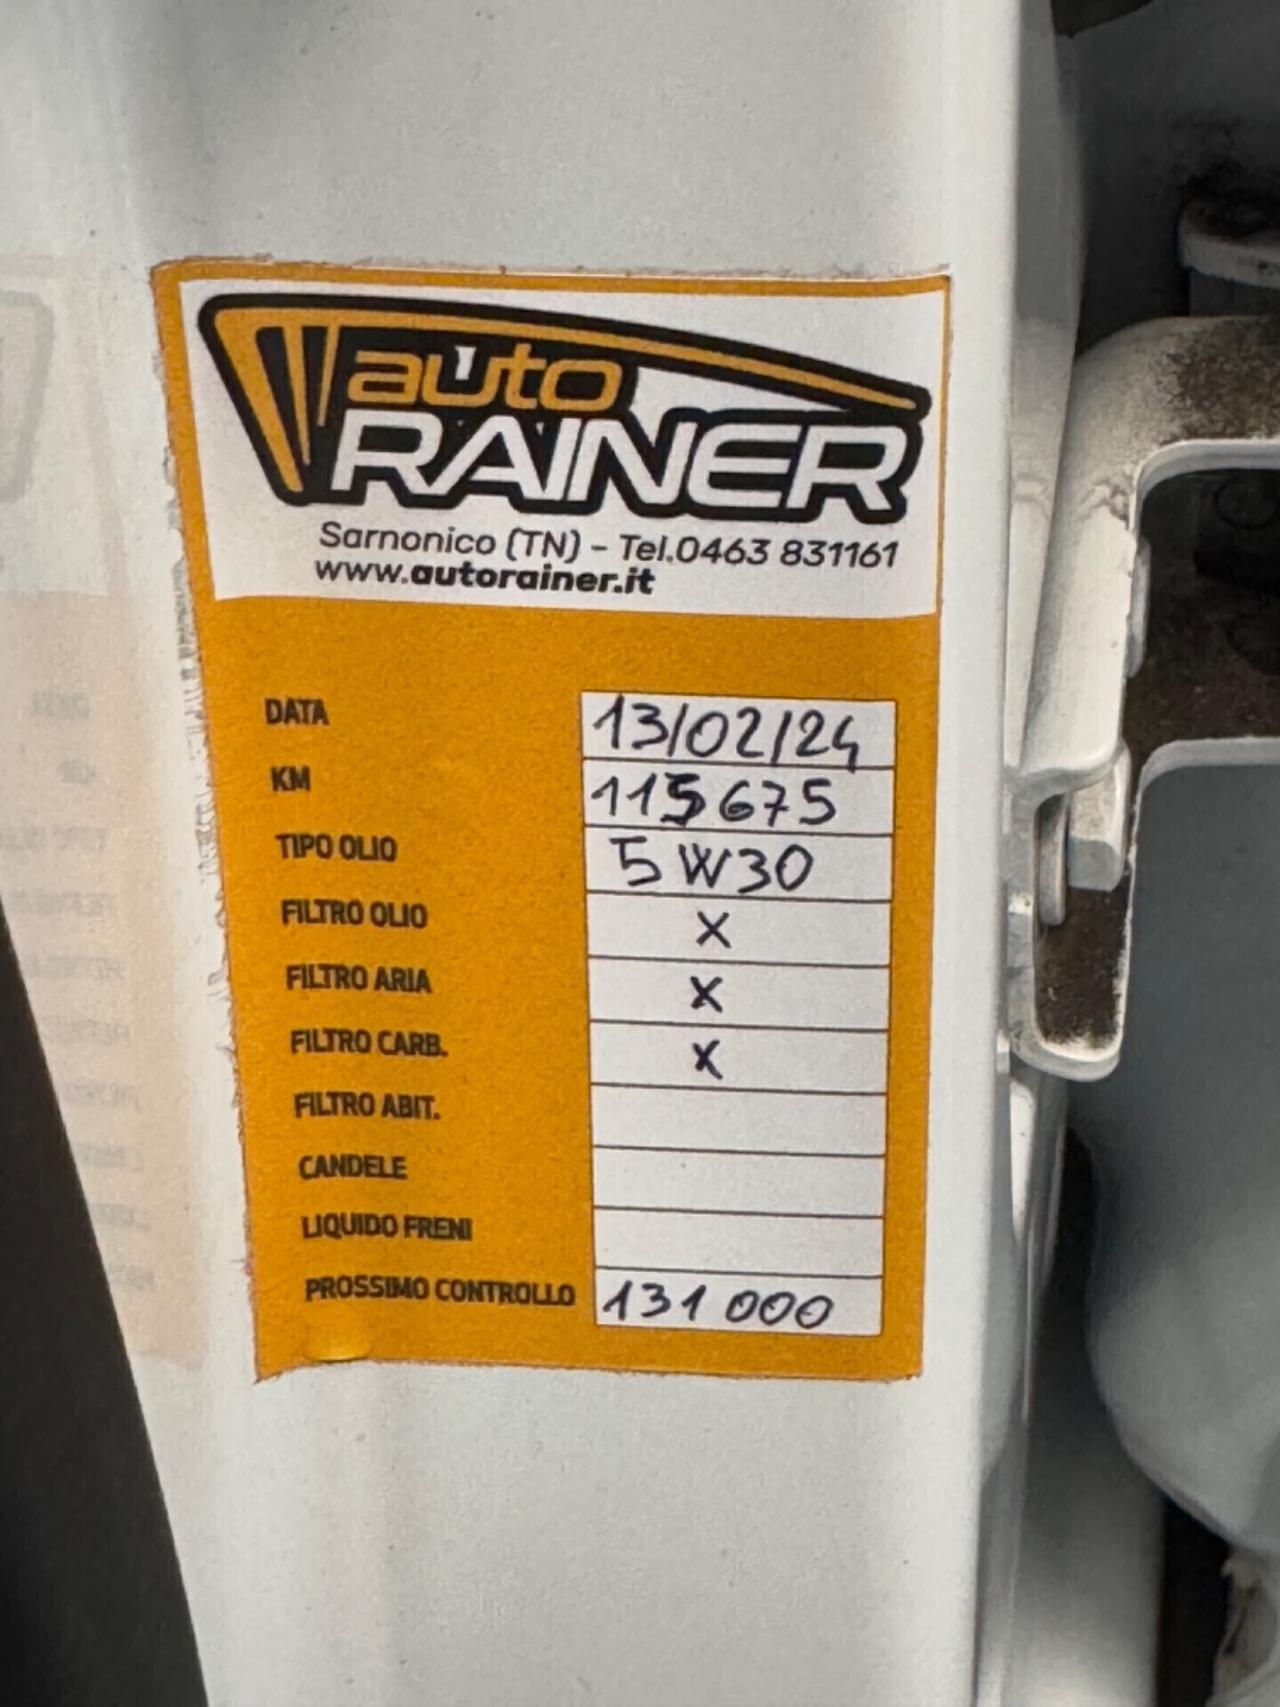 auto
RAINER
Sarnonico (TN) - Tel.0463 831161
www.autorainer.it
DATA 13/02/24
KM 115675
TIPO OLIO 5W30
FILTRO OLIO X
FILTRO ARIA X
FILTRO CARB. X
FILTRO ABIT.
CANDELE
LIQUIDO FRENI
PROSSIMO CONTROLLO 131000